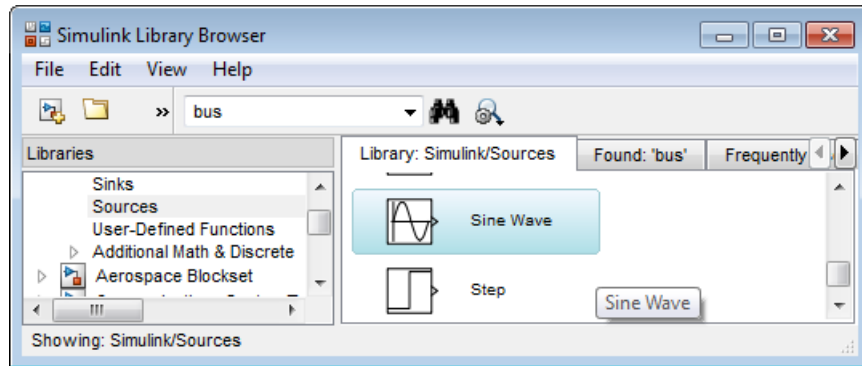 Simulink Library Browser
File Edit View Help
» bus
Libraries
Library: Simulink/Sources Found: 'bus' Frequently
Sinks
Sources
User-Defined Functions
Additional Math & Discrete
Aerospace Blockset
Sine Wave
Step
Sine Wave
Showing: Simulink/Sources